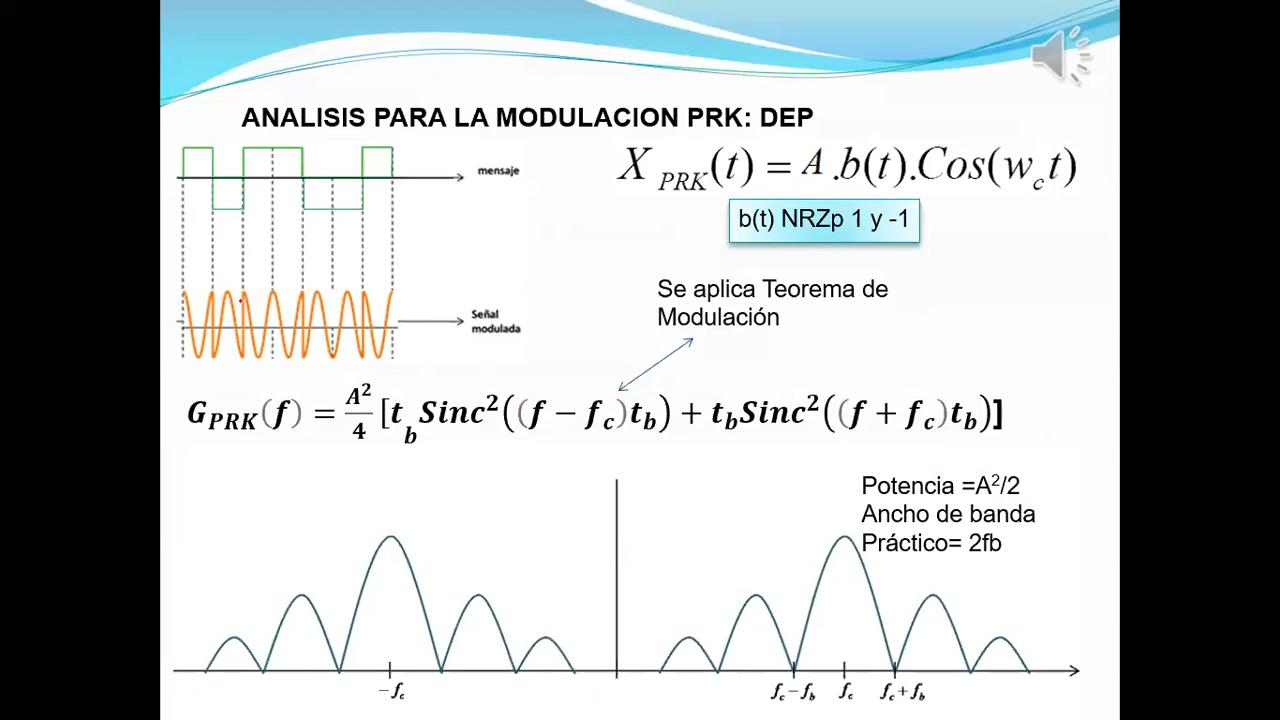 ANALISIS PARA LA MODULACION PRK: DEP
mensaje
X_PRK(t) = A.b(t).Cos(w_c t)
b(t) NRZp 1 y -1
Se aplica Teorema de
Modulación
Señal
modulada
G_PRK(f) = A²/4 [t_b Sinc²((f − f_c)t_b) + t_b Sinc²((f + f_c)t_b)]
Potencia =A²/2
Ancho de banda
Práctico= 2fb
−f_c
f_c−f_b
f_c
f_c+f_b